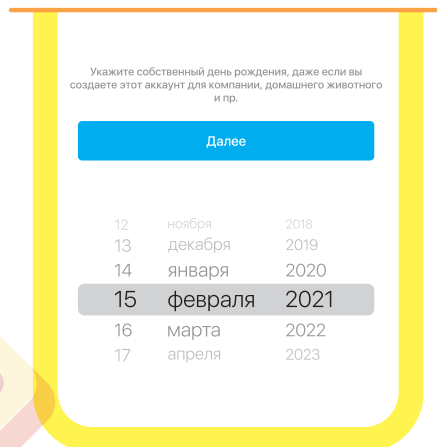 Укажите собственный день рождения, даже если вы
создаете этот аккаунт для компании, домашнего животного
и пр.
Далее
12 ноября 2018
13 декабря 2019
14 января 2020
15 февраля 2021
16 марта 2022
17 апреля 2023